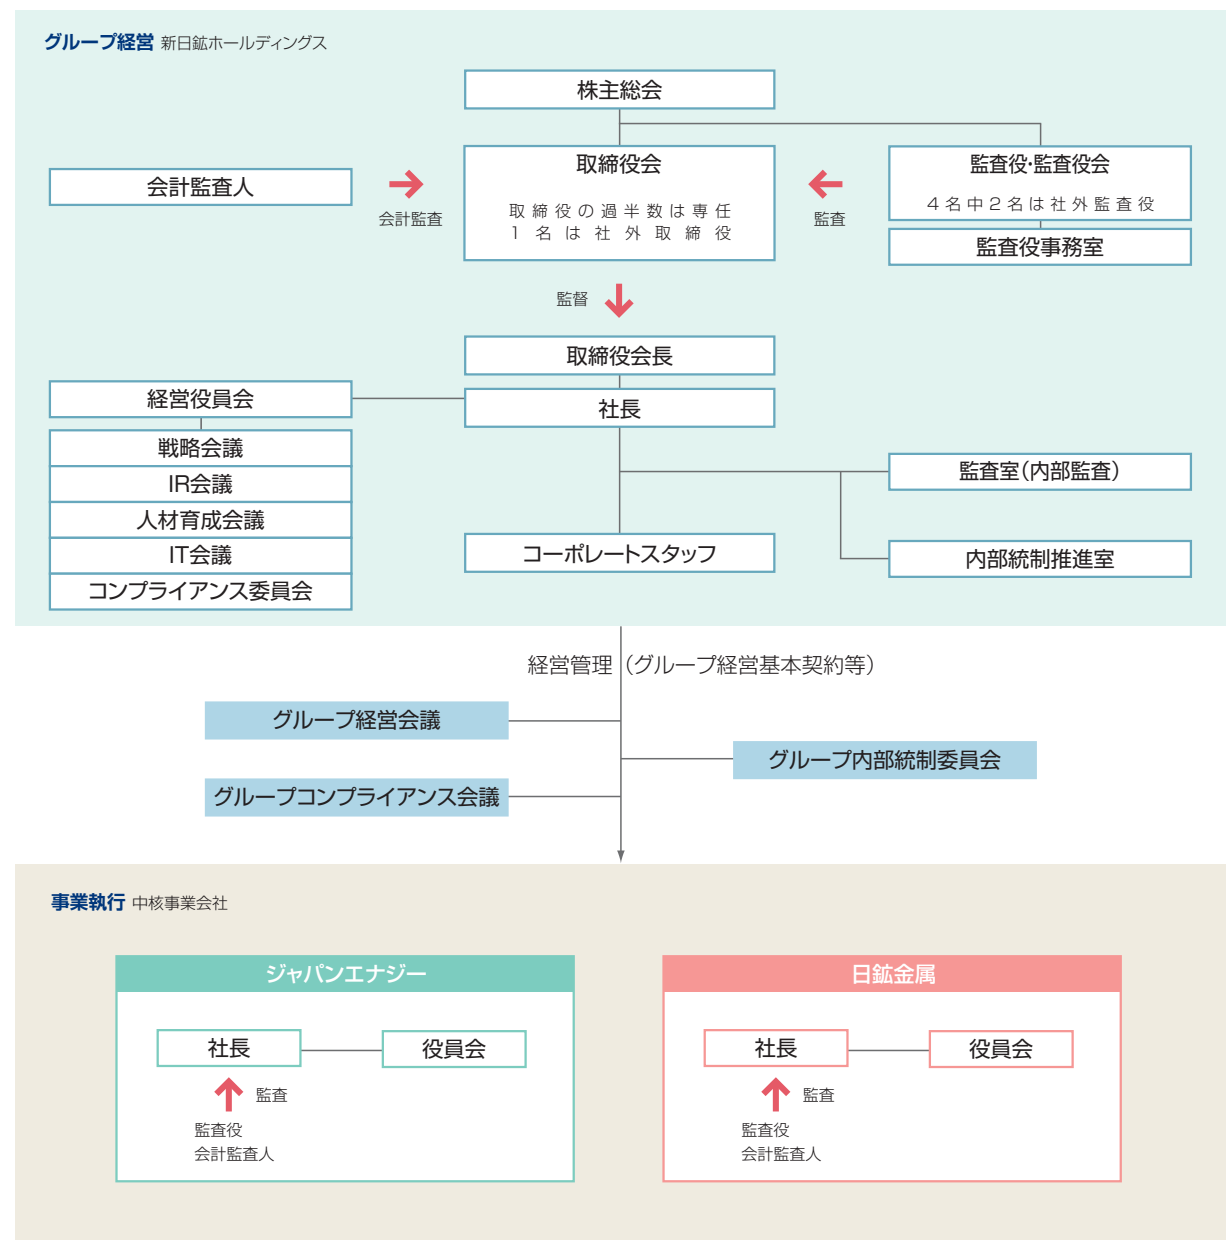 グループ経営 新日鉱ホールディングス
株主総会
会計監査人
会計監査
取締役会
取締役の過半数は専任
1名は社外取締役
監査
監査役・監査役会
4名中2名は社外監査役
監査役事務室
監督
取締役会長
社長
経営役員会
戦略会議
IR会議
人材育成会議
IT会議
コンプライアンス委員会
監査室（内部監査）
コーポレートスタッフ
内部統制推進室
経営管理（グループ経営基本契約等）
グループ経営会議
グループ内部統制委員会
グループコンプライアンス会議
事業執行 中核事業会社
ジャパンエナジー
社長
役員会
監査
監査役
会計監査人
日鉱金属
社長
役員会
監査
監査役
会計監査人